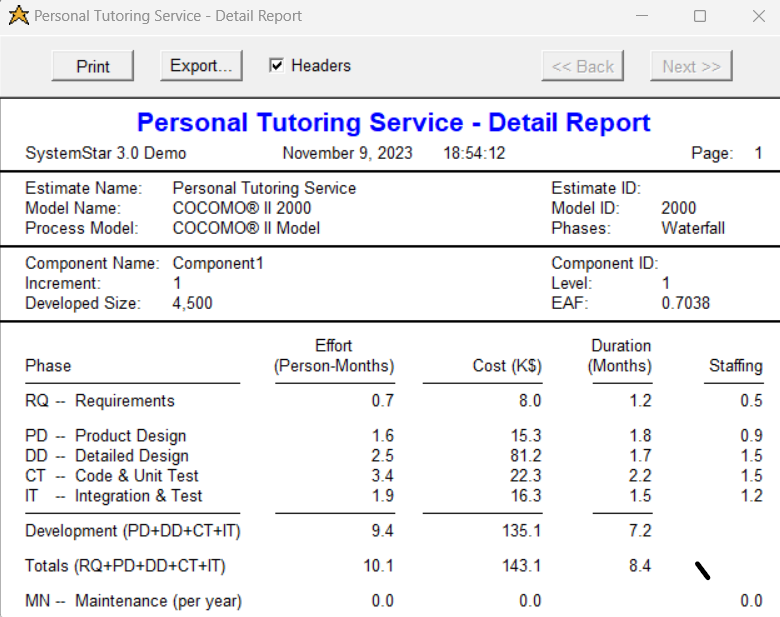 Personal Tutoring Service - Detail Report
Print Export... Headers << Back Next >>
Personal Tutoring Service - Detail Report
SystemStar 3.0 Demo November 9, 2023 18:54:12 Page: 1
Estimate Name: Personal Tutoring Service Estimate ID:
Model Name: COCOMO® II 2000 Model ID: 2000
Process Model: COCOMO® II Model Phases: Waterfall
Component Name: Component1 Component ID:
Increment: 1 Level: 1
Developed Size: 4,500 EAF: 0.7038
Effort Duration
Phase (Person-Months) Cost (K$) (Months) Staffing
RQ -- Requirements 0.7 8.0 1.2 0.5
PD -- Product Design 1.6 15.3 1.8 0.9
DD -- Detailed Design 2.5 81.2 1.7 1.5
CT -- Code & Unit Test 3.4 22.3 2.2 1.5
IT -- Integration & Test 1.9 16.3 1.5 1.2
Development (PD+DD+CT+IT) 9.4 135.1 7.2
Totals (RQ+PD+DD+CT+IT) 10.1 143.1 8.4
MN -- Maintenance (per year) 0.0 0.0 0.0